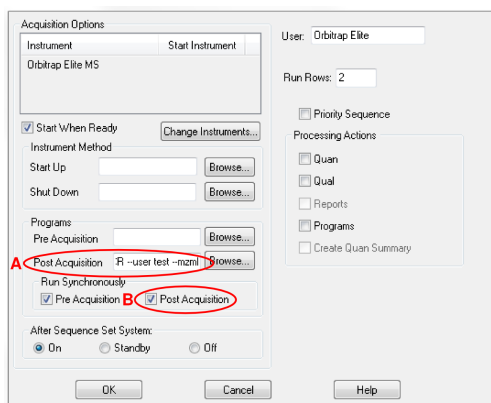 Acquisition Options
Instrument Start Instrument
Orbitrap Elite MS
Start When Ready Change Instruments...
Instrument Method
Start Up Browse...
Shut Down Browse...
Programs
Pre Acquisition Browse...
A Post Acquisition :R --user test --mzml Browse...
Run Synchronously
Pre Acquisition B Post Acquisition
After Sequence Set System:
On Standby Off
User: Orbitrap Elite
Run Rows: 2
Priority Sequence
Processing Actions
Quan
Qual
Reports
Programs
Create Quan Summary
OK Cancel Help